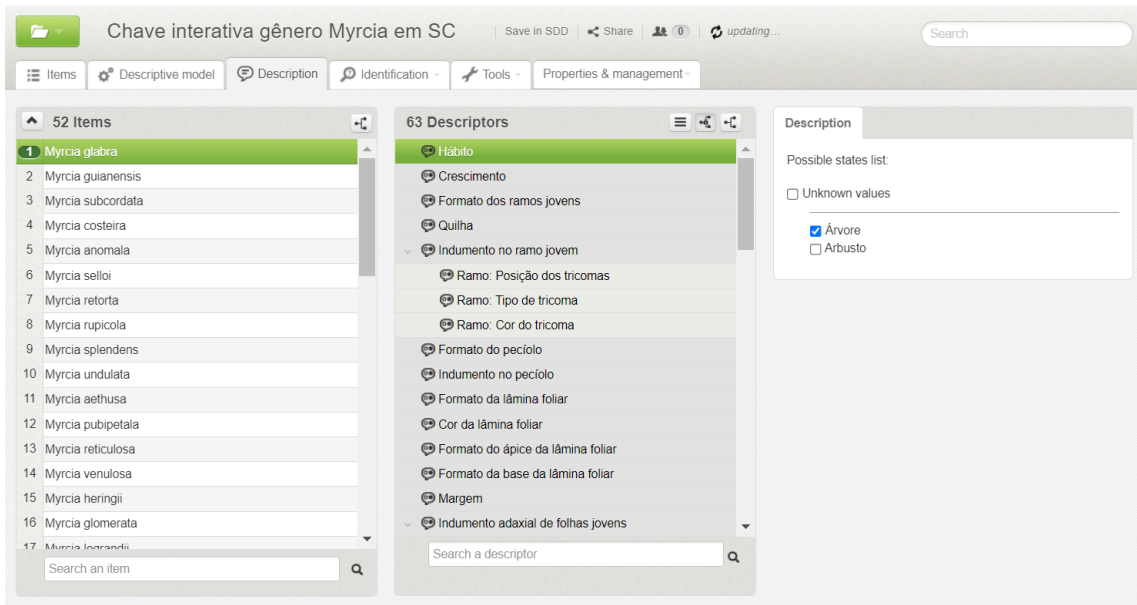 Chave interativa gênero Myrcia em SC
Save in SDD
Share
0
updating...
Search
Items
Descriptive model
Description
Identification
Tools
Properties & management
52 Items
1 Myrcia glabra
2 Myrcia guianensis
3 Myrcia subcordata
4 Myrcia costeira
5 Myrcia anomala
6 Myrcia selloi
7 Myrcia retorta
8 Myrcia rupicola
9 Myrcia splendens
10 Myrcia undulata
11 Myrcia aethusa
12 Myrcia pubipetala
13 Myrcia reticulosa
14 Myrcia venulosa
15 Myrcia heringii
16 Myrcia glomerata
17 Myrcia
Search an item
63 Descriptors
Hábito
Crescimento
Formato dos ramos jovens
Quilha
Indumento no ramo jovem
Ramo: Posição dos tricomas
Ramo: Tipo de tricoma
Ramo: Cor do tricoma
Formato do pecíolo
Indumento no pecíolo
Formato da lâmina foliar
Cor da lâmina foliar
Formato do ápice da lâmina foliar
Formato da base da lâmina foliar
Margem
Indumento adaxial de folhas jovens
Search a descriptor
Description
Possible states list:
Unknown values
Árvore
Arbusto